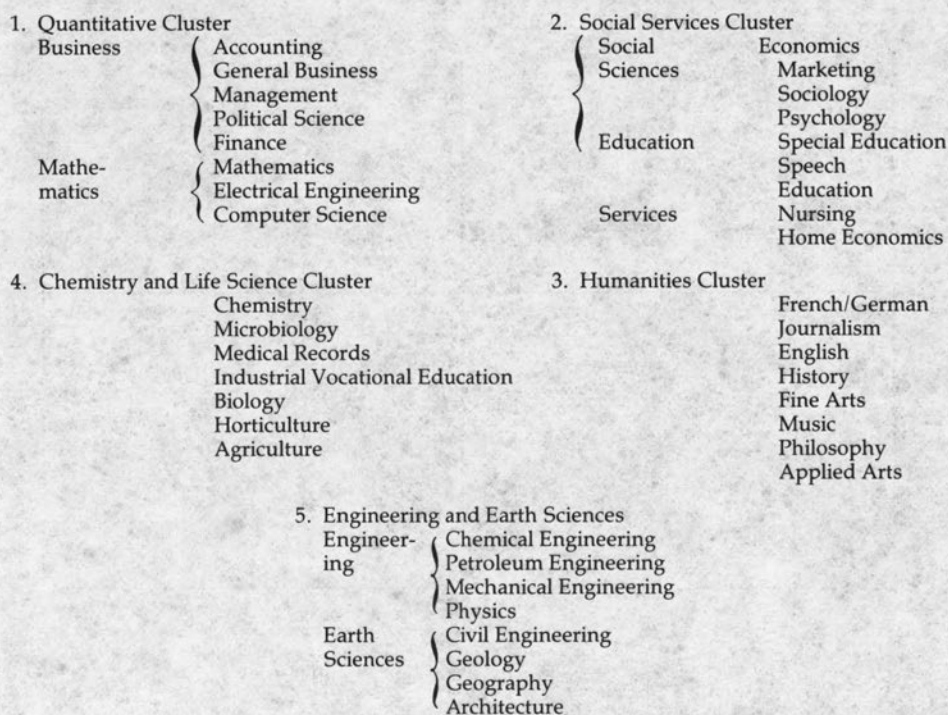 1. Quantitative Cluster
Business
Accounting
General Business
Management
Political Science
Finance
Mathe-
matics
Mathematics
Electrical Engineering
Computer Science
2. Social Services Cluster
Social
Sciences
Economics
Marketing
Sociology
Psychology
Education
Special Education
Speech
Education
Services
Nursing
Home Economics
4. Chemistry and Life Science Cluster
Chemistry
Microbiology
Medical Records
Industrial Vocational Education
Biology
Horticulture
Agriculture
3. Humanities Cluster
French/German
Journalism
English
History
Fine Arts
Music
Philosophy
Applied Arts
5. Engineering and Earth Sciences
Engineer-
ing
Chemical Engineering
Petroleum Engineering
Mechanical Engineering
Physics
Earth
Sciences
Civil Engineering
Geology
Geography
Architecture